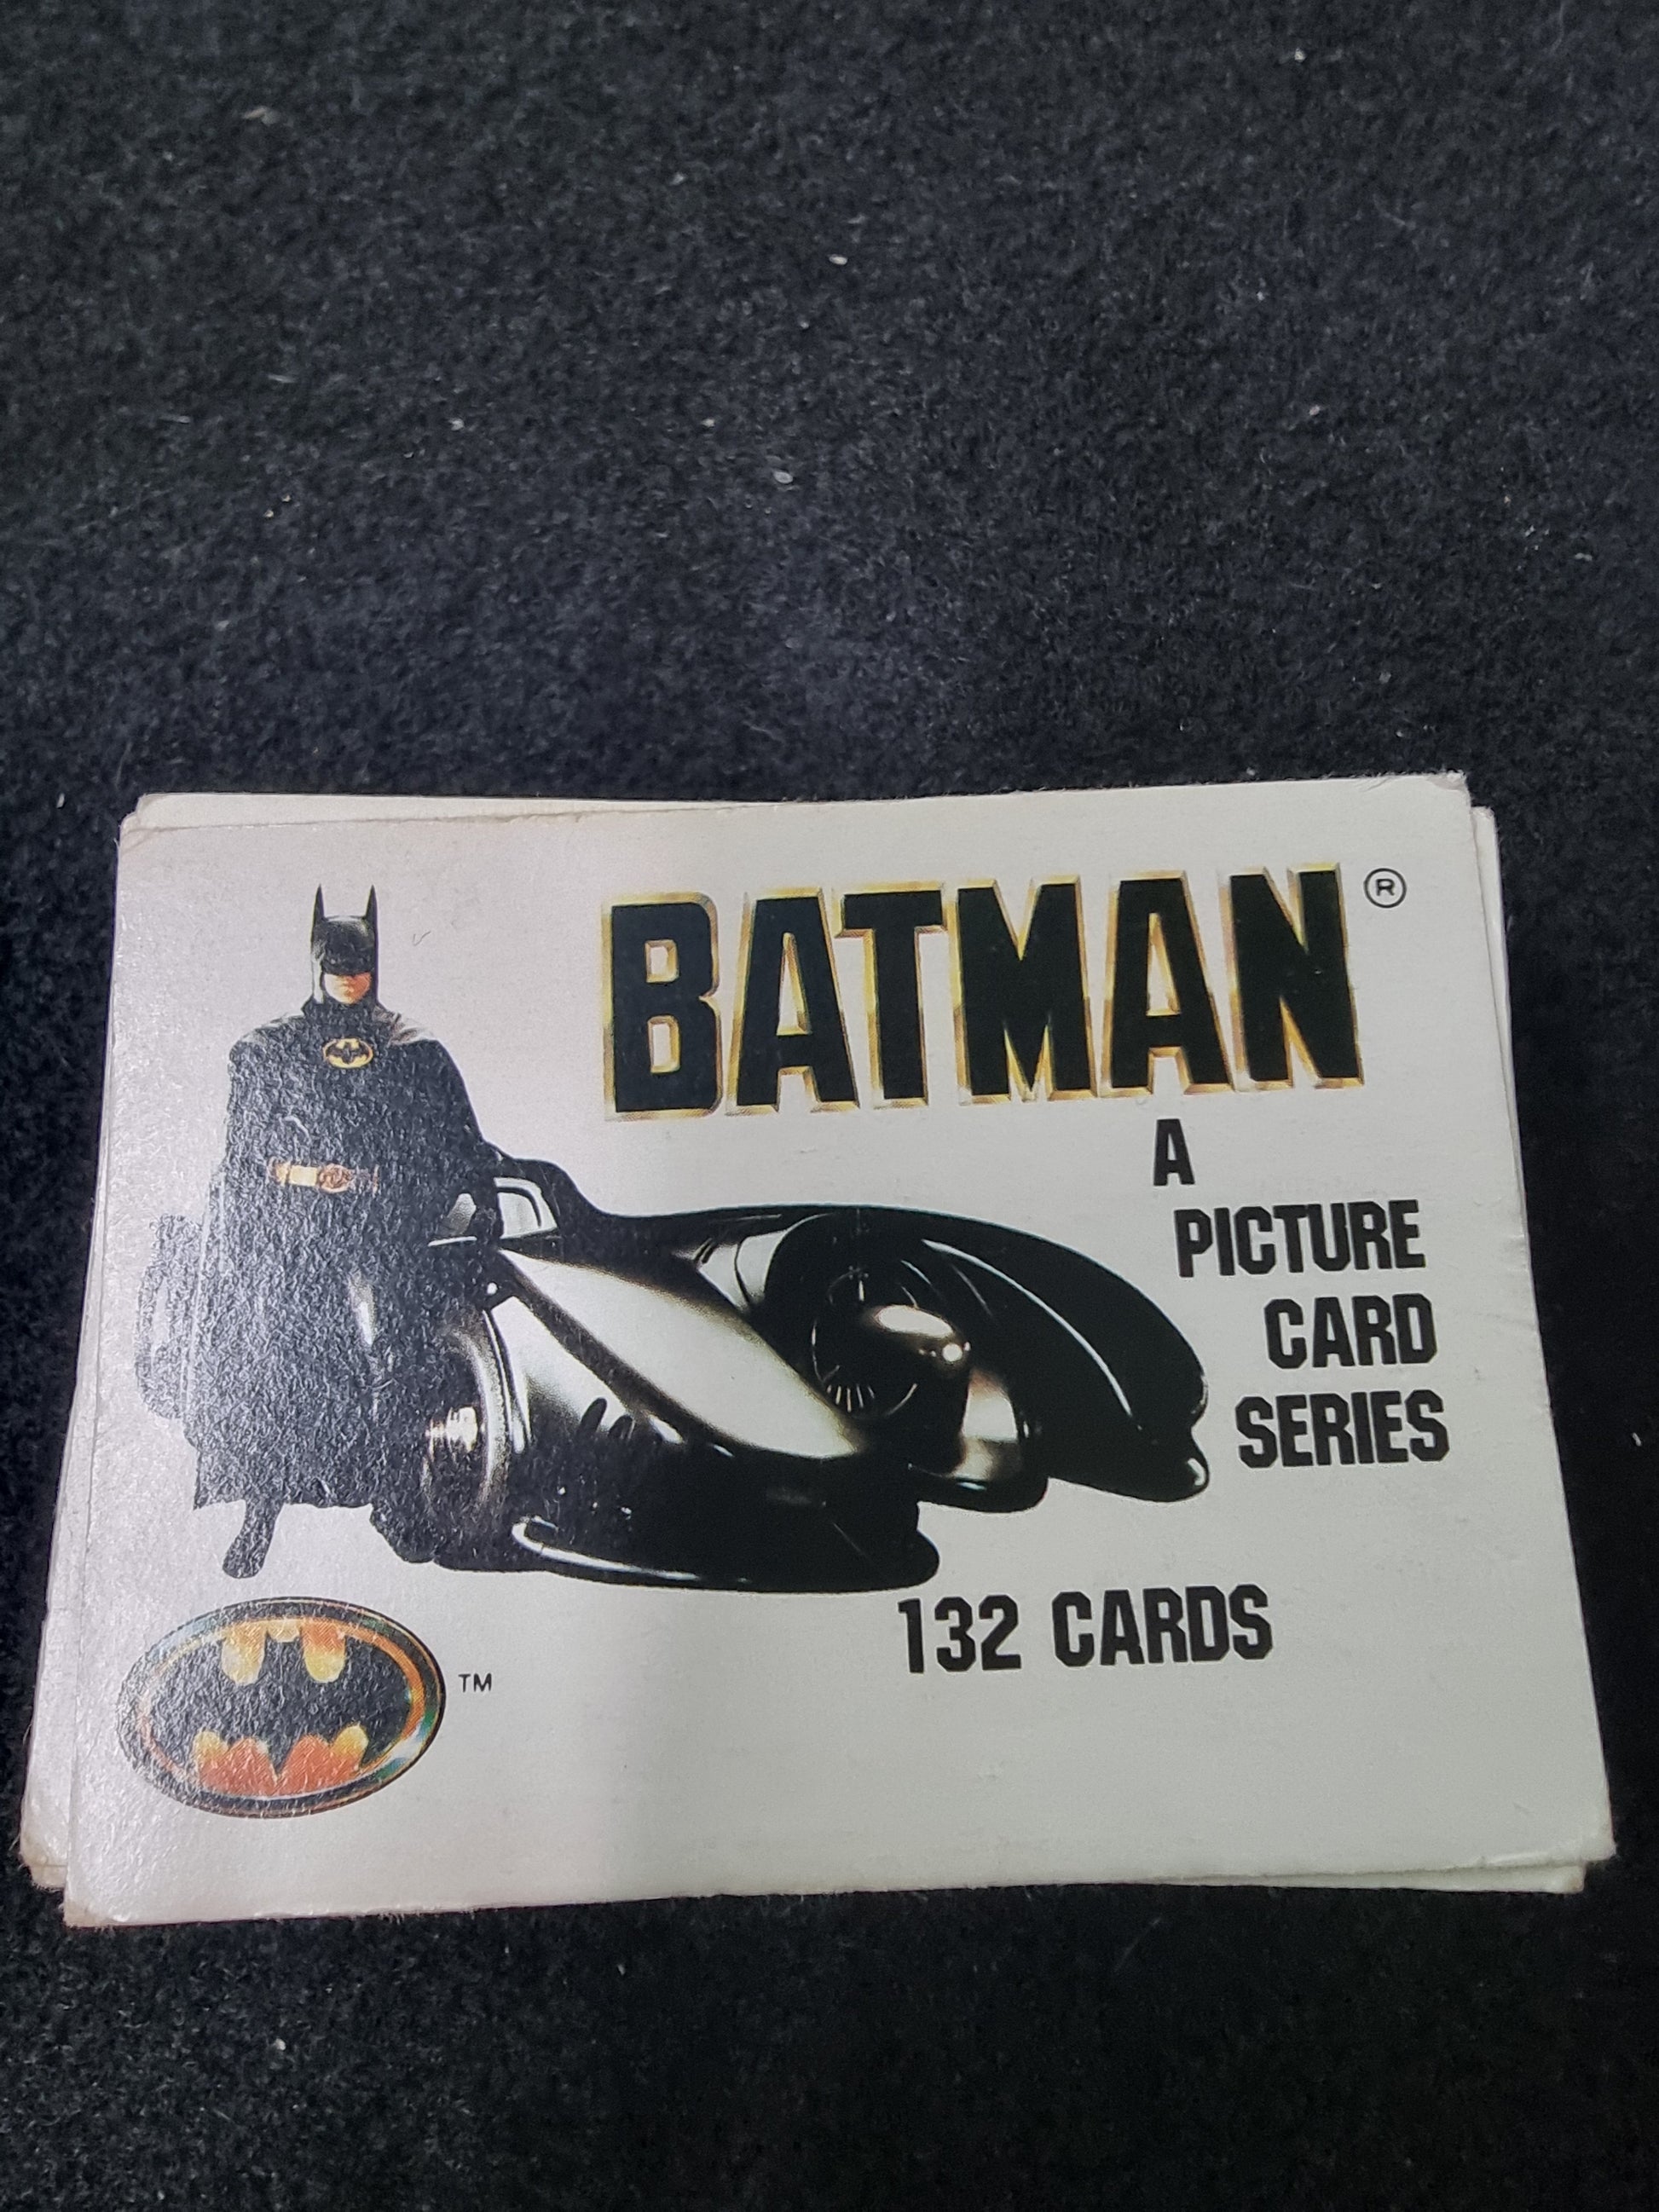 BATMAN®
A
PICTURE
CARD
SERIES
132 CARDS
TM